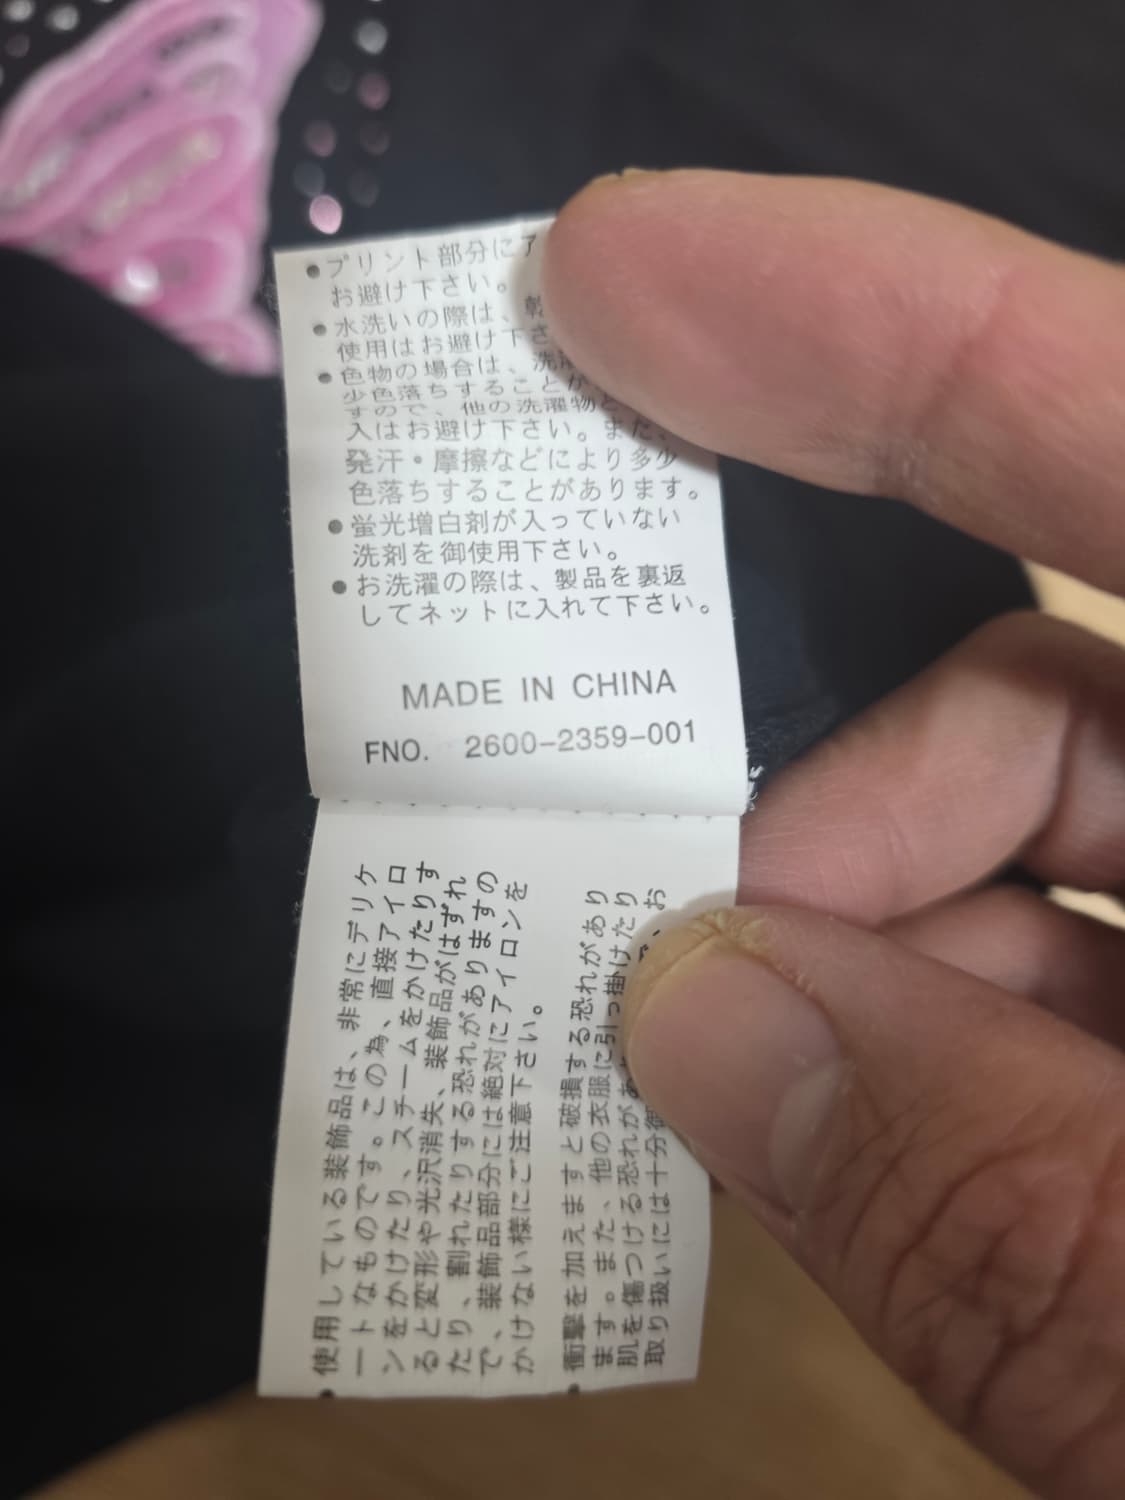 ●プリント部分にア
お避け下さい。
●水洗いの際は、乾
使用はお避け下さ
●色物の場合は、洗濯
少色落ちすることが
すので、他の洗濯物と
入はお避け下さい。また、
発汗・摩擦などにより多少
色落ちすることがあります。
●蛍光増白剤が入っていない
洗剤を御使用下さい。
●お洗濯の際は、製品を裏返
してネットに入れて下さい。
MADE IN CHINA
FNO. 2600-2359-001
●使用している装飾品は、非常にデリケ
ートなものです。この為、直接アイロ
ンをかけたり、スチームをかけたりす
ると変形や光沢消失、装飾品がはずれ
たり、割れたりする恐れがありますの
で、装飾品部分には絶対にアイロンを
かけない様にご注意下さい。
●衝撃を加えますと破損する恐れがあり
ます。また、他の衣服に引っ掛けたり
肌を傷つける恐れがあ
取り扱いには十分御
、お